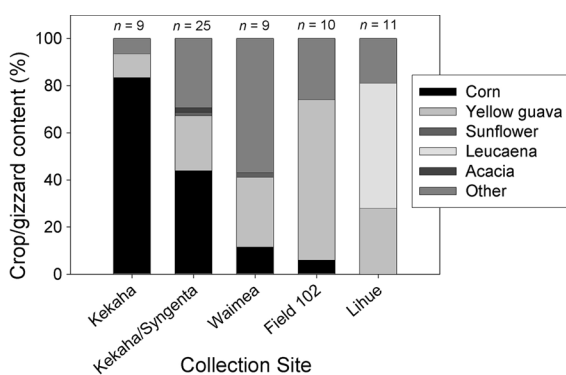 n = 9 n = 25 n = 9 n = 10 n = 11
Crop/gizzard content (%)
100
80
60
40
20
0
Corn
Yellow guava
Sunflower
Leucaena
Acacia
Other
Kekaha
Kekaha/Syngenta
Waimea
Field 102
Lihue
Collection Site